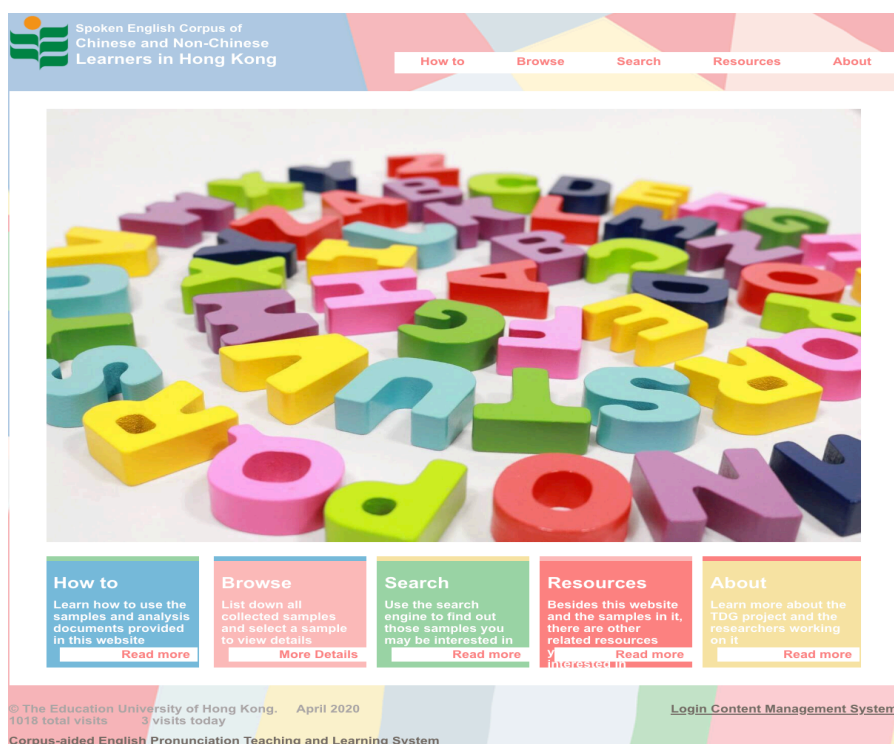 Spoken English Corpus of
Chinese and Non-Chinese
Learners in Hong Kong
How to Browse Search Resources About
How to
Learn how to use the
samples and analysis
documents provided
in this website
Read more
Browse
List down all
collected samples
and select a sample
to view details
More Details
Search
Use the search
engine to find out
those samples you
may be interested in
Read more
Resources
Besides this website
and the samples in it,
there are other
related resources
interested in
Read more
About
Learn more about the
TDG project and the
researchers working
on it
Read more
© The Education University of Hong Kong. April 2020
1018 total visits 3 visits today
Login Content Management System
Corpus-aided English Pronunciation Teaching and Learning System